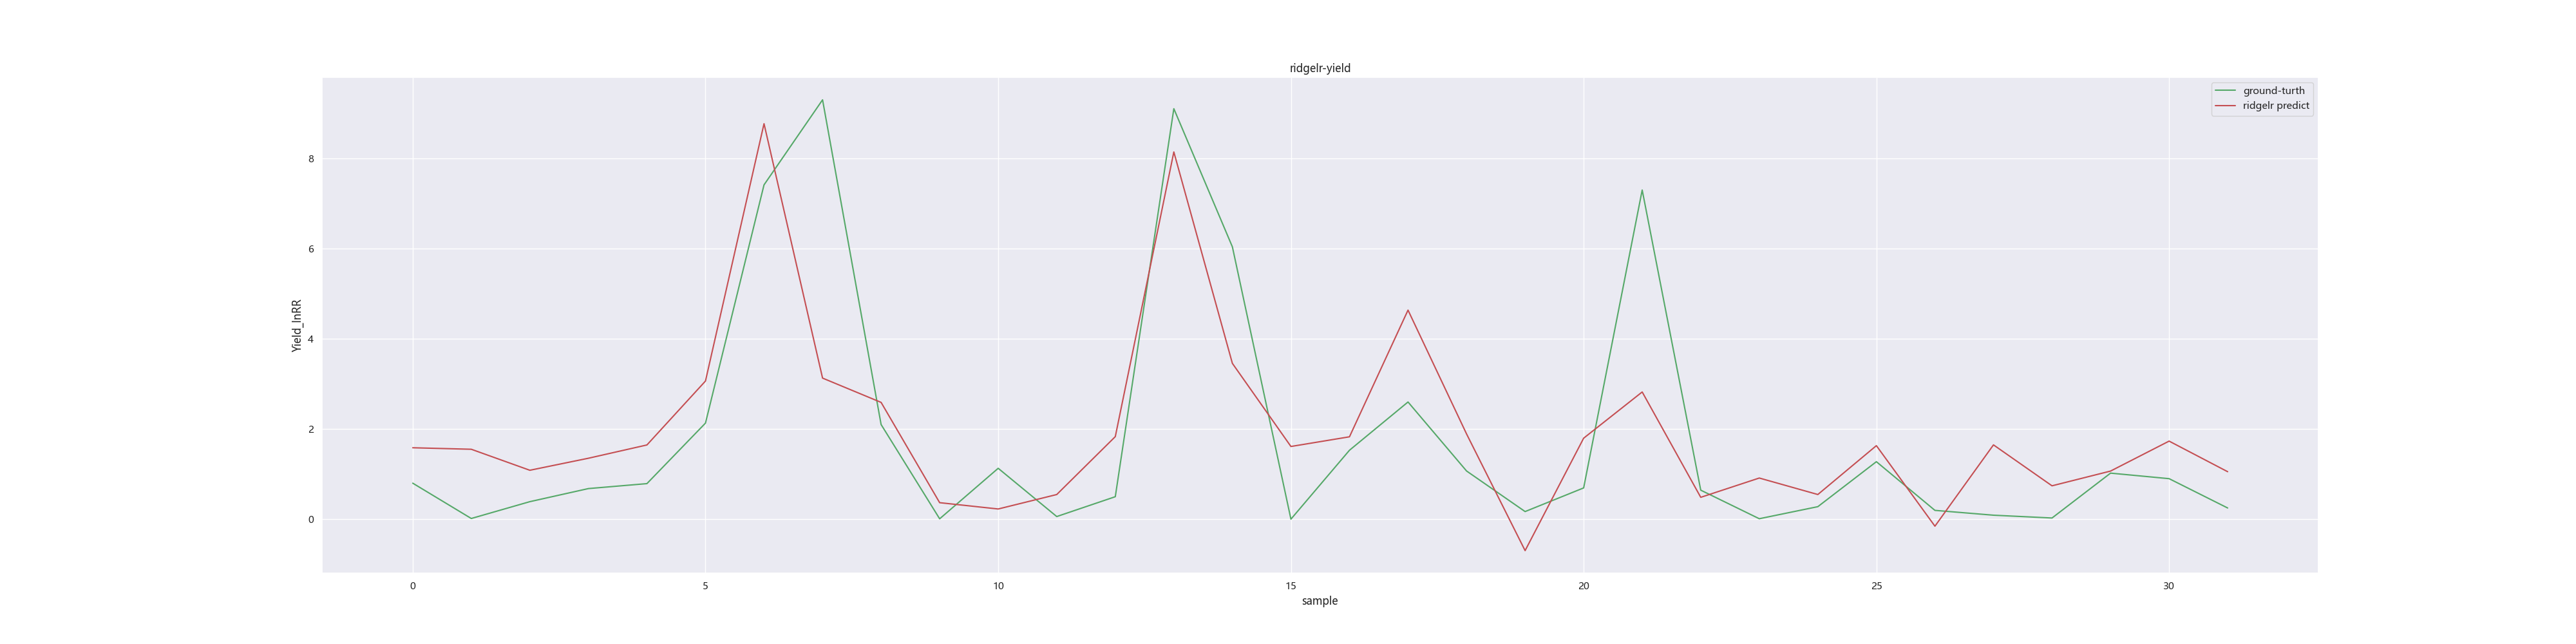 ridgelr-yield
ground-turth
ridgelr predict
Yield_lnRR
8
6
4
2
0
0 5 10 15 20 25 30
sample